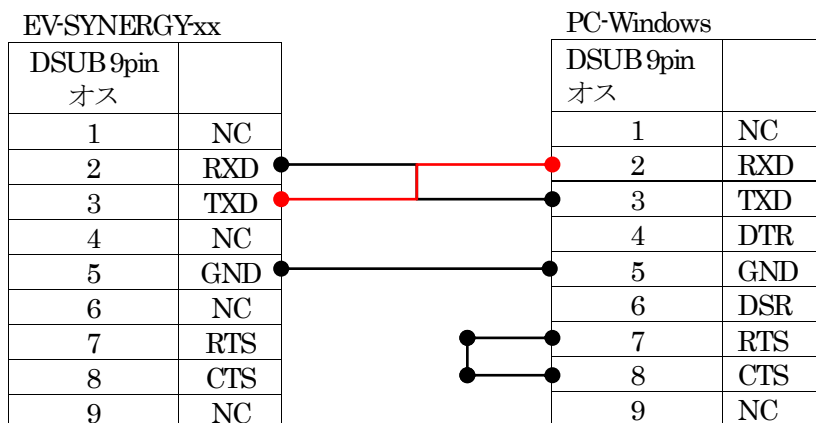 EV-SYNERGY-xx
DSUB 9pin
オス
1 NC
2 RXD
3 TXD
4 NC
5 GND
6 NC
7 RTS
8 CTS
9 NC
PC-Windows
DSUB 9pin
オス
1 NC
2 RXD
3 TXD
4 DTR
5 GND
6 DSR
7 RTS
8 CTS
9 NC